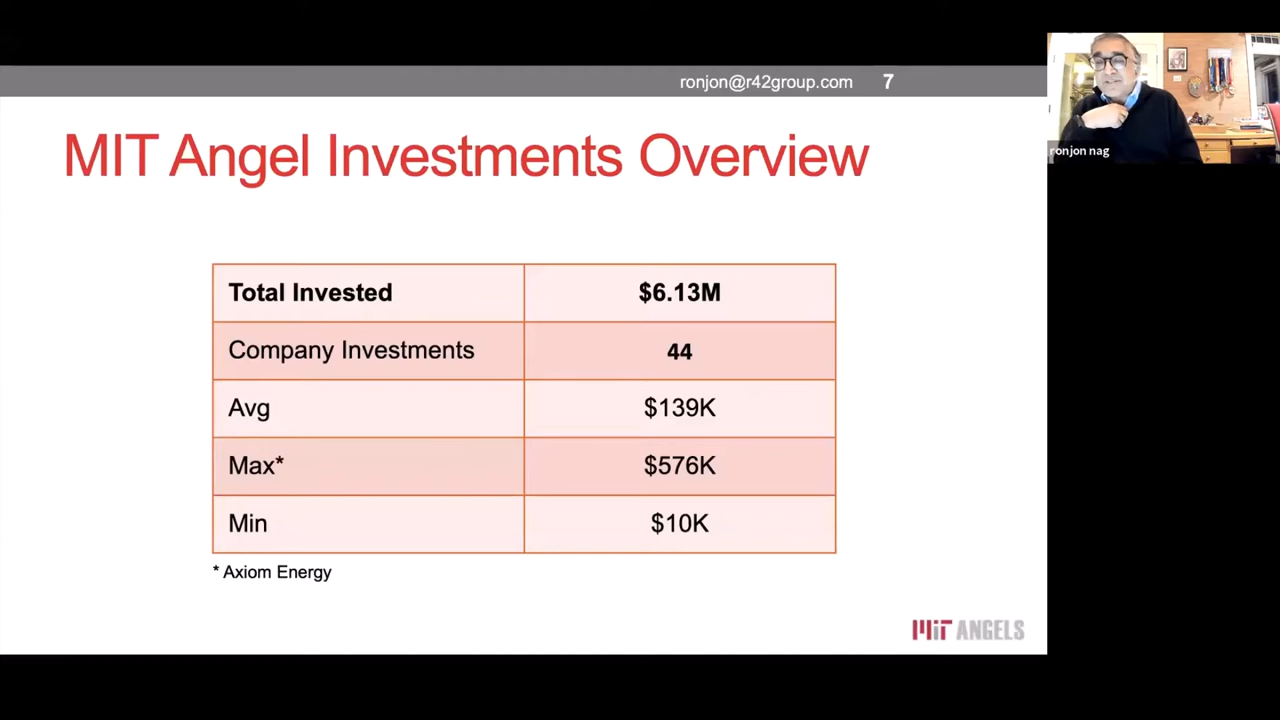 ronjon@r42group.com 7
MIT Angel Investments Overview
Total Invested $6.13M
Company Investments 44
Avg $139K
Max* $576K
Min $10K
* Axiom Energy
MIT ANGELS
ronjon nag